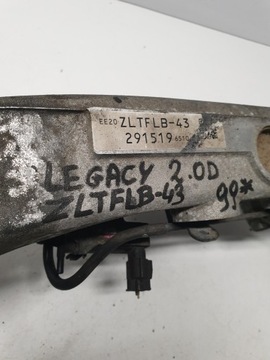 EE20 ZLTFLB-43
291519
LEGACY 2.0D
ZLTFLB-43 99*